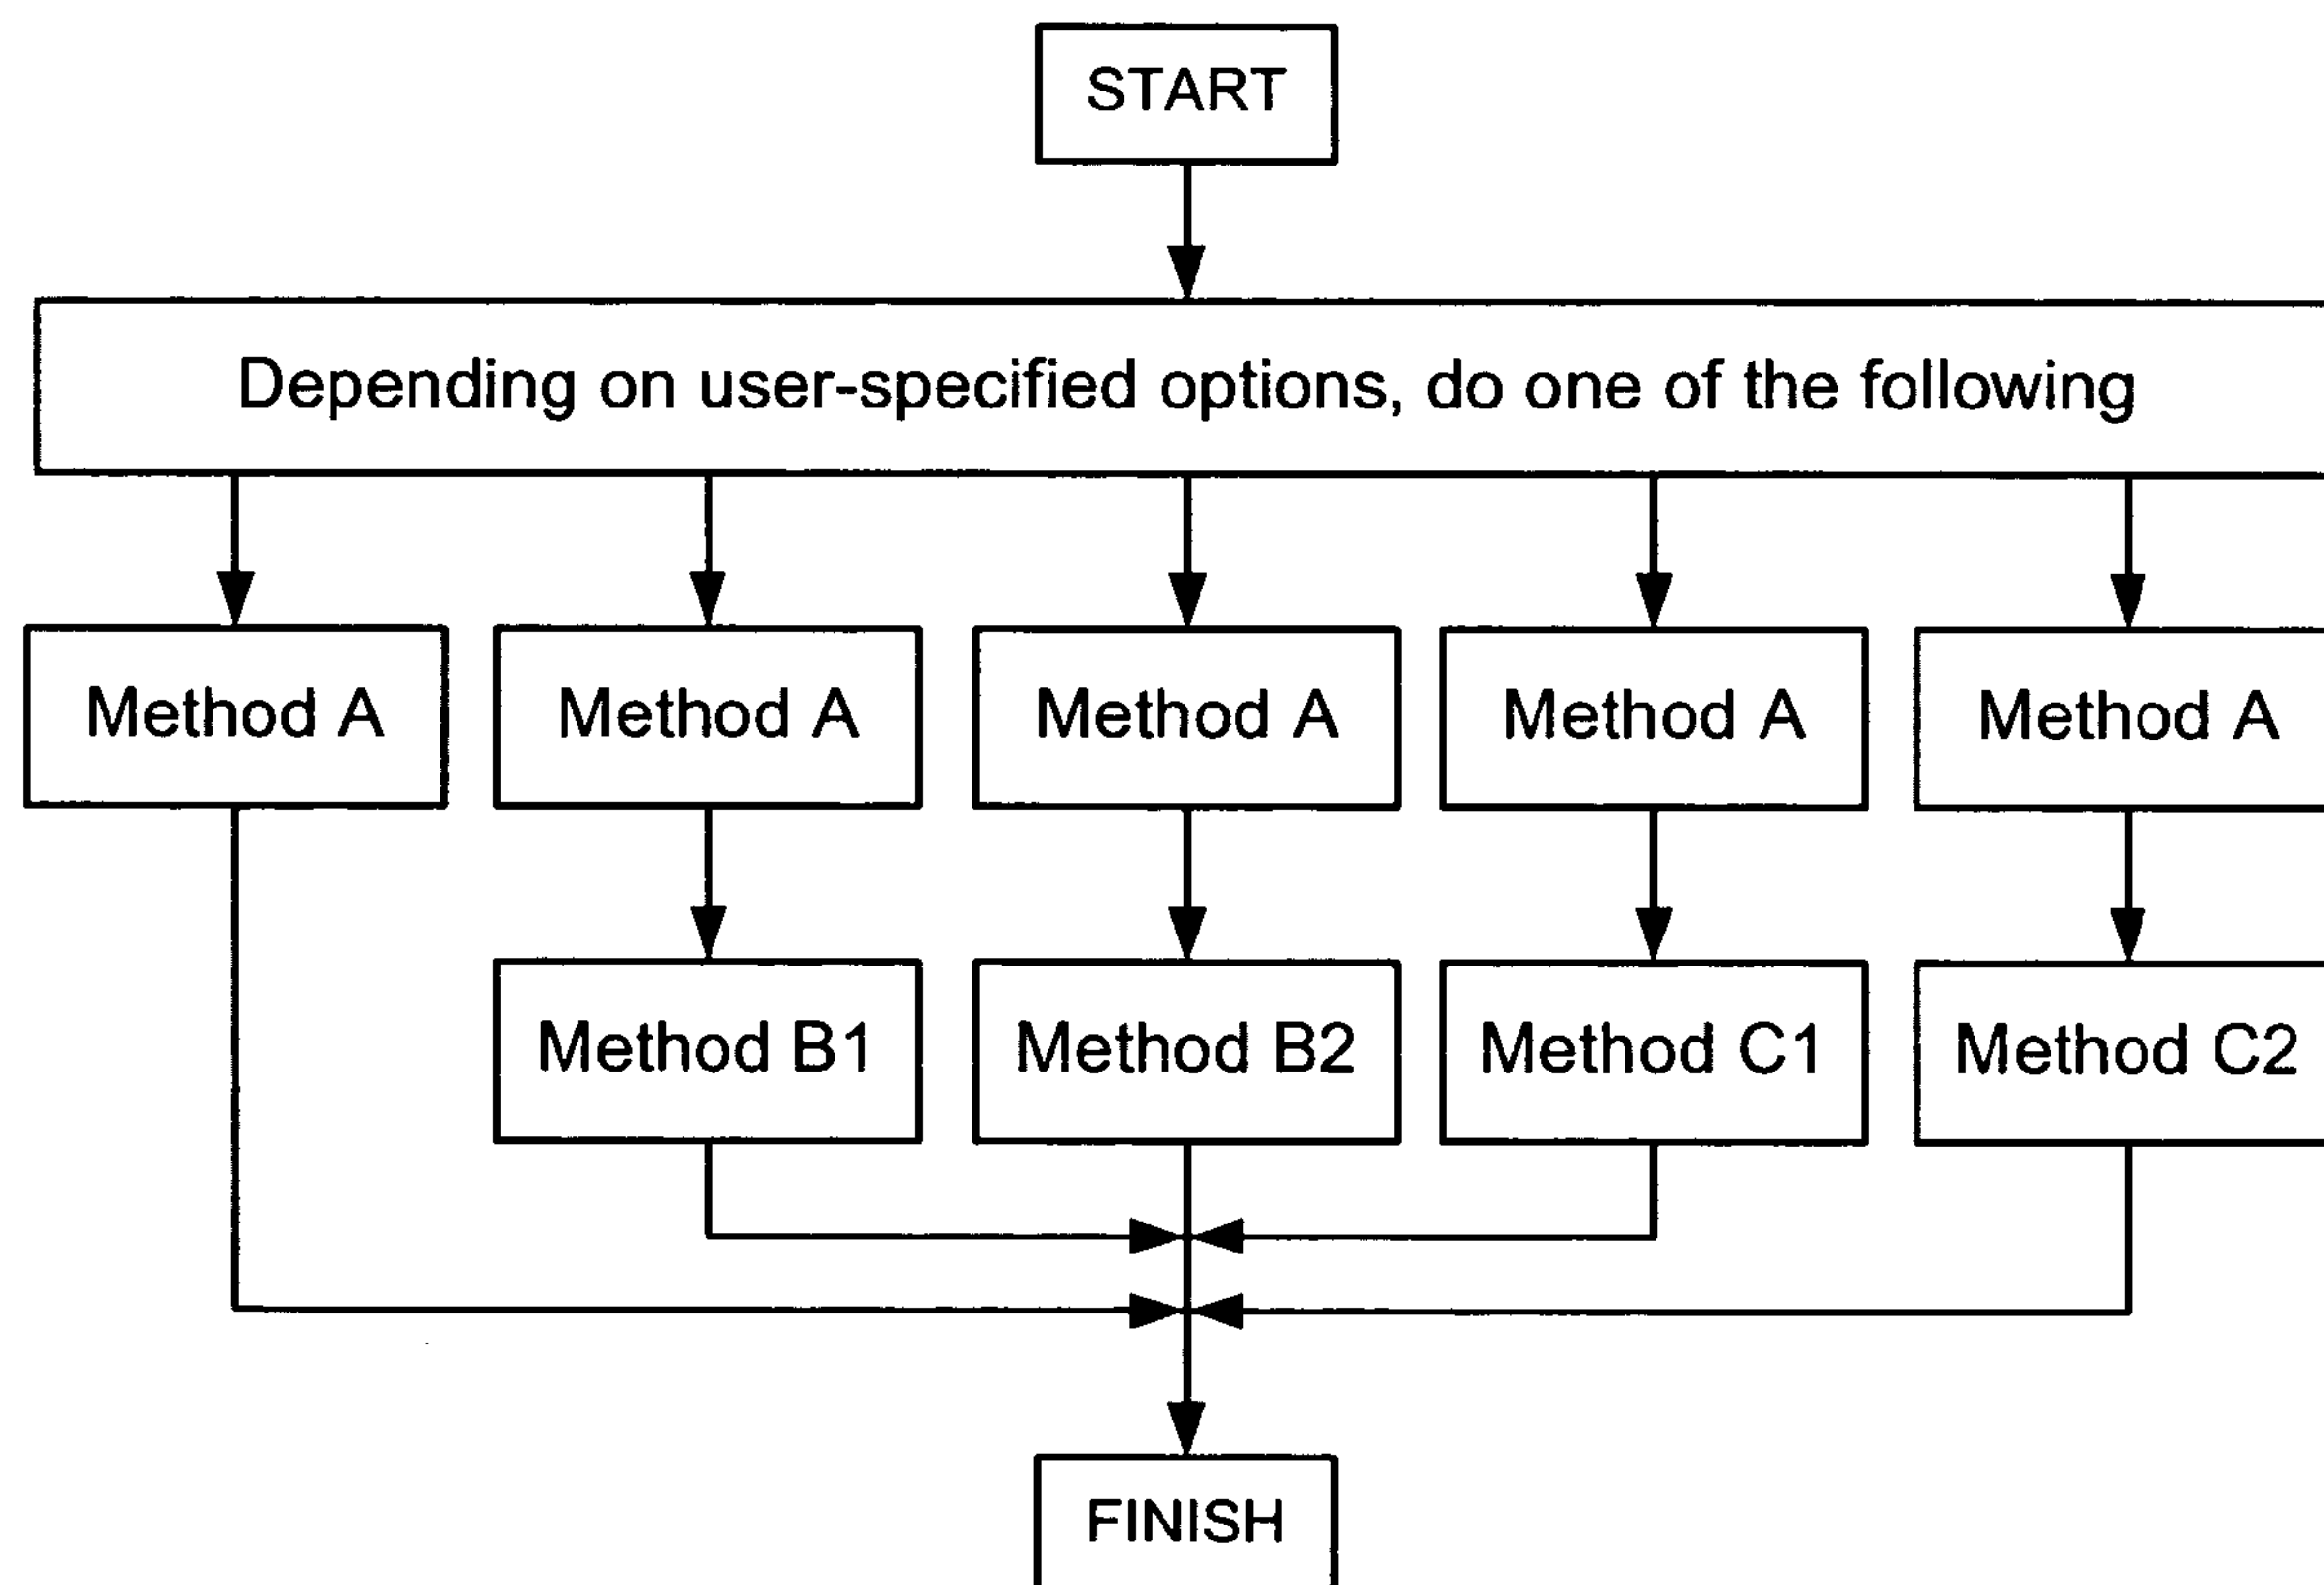 START
Depending on user-specified options, do one of the following
Method A
Method A
Method A
Method A
Method A
Method B1
Method B2
Method C1
Method C2
FINISH